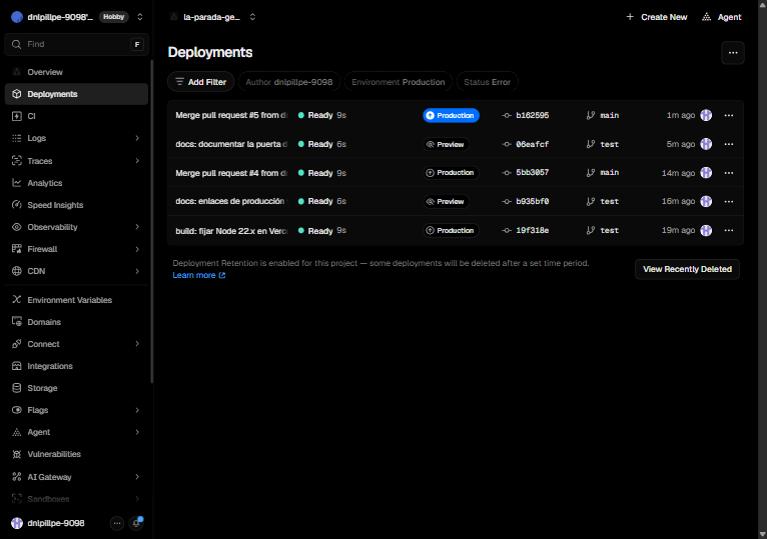 dnlpillpe-9098'... Hobby
Find F
Overview
Deployments
CI
Logs
Traces
Analytics
Speed Insights
Observability
Firewall
CDN
Environment Variables
Domains
Connect
Integrations
Storage
Flags
Agent
Vulnerabilities
AI Gateway
Sandboxes
dnlpillpe-9098
la-parada-ge...
Create New Agent
Deployments
Add Filter Author dnlpillpe-9098 Environment Production Status Error
Merge pull request #5 from d Ready 9s Production b162595 main 1m ago
docs: documentar la puerta d Ready 6s Preview 06eafcf test 5m ago
Merge pull request #4 from d Ready 9s Production 5bb3057 main 14m ago
docs: enlaces de producción Ready 6s Preview b935bf0 test 16m ago
build: fijar Node 22.x en Verc Ready 9s Production 19f318e test 19m ago
Deployment Retention is enabled for this project — some deployments will be deleted after a set time period.
Learn more
View Recently Deleted